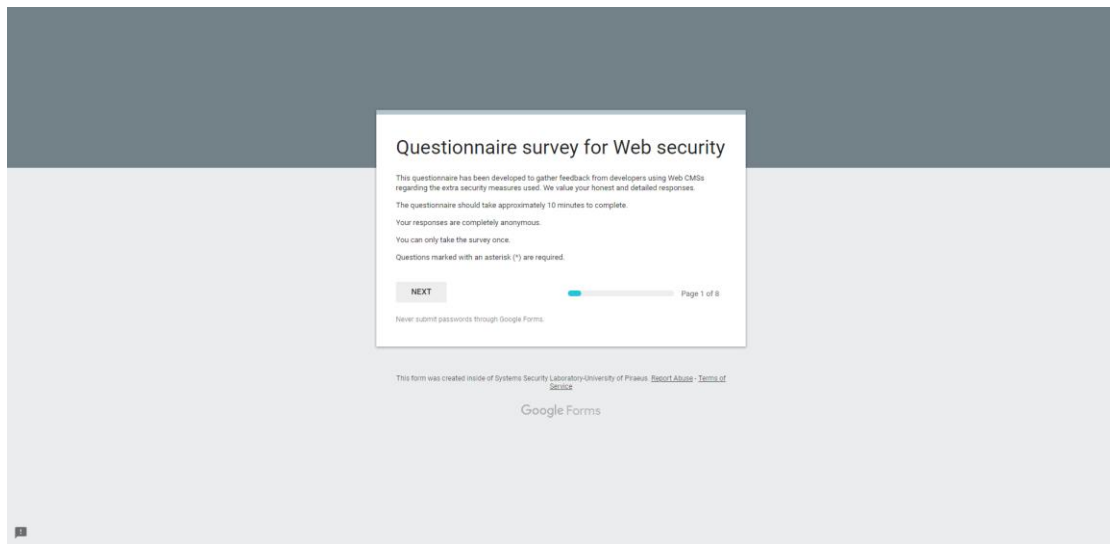 Questionnaire survey for Web security
This questionnaire has been developed to gather feedback from developers using Web CMSs
regarding the extra security measures used. We value your honest and detailed responses.
The questionnaire should take approximately 10 minutes to complete.
Your responses are completely anonymous.
You can only take the survey once.
Questions marked with an asterisk (*) are required.
NEXT
Page 1 of 8
Never submit passwords through Google Forms.
This form was created inside of Systems Security Laboratory-University of Piraeus. Report Abuse - Terms of
Service
Google Forms